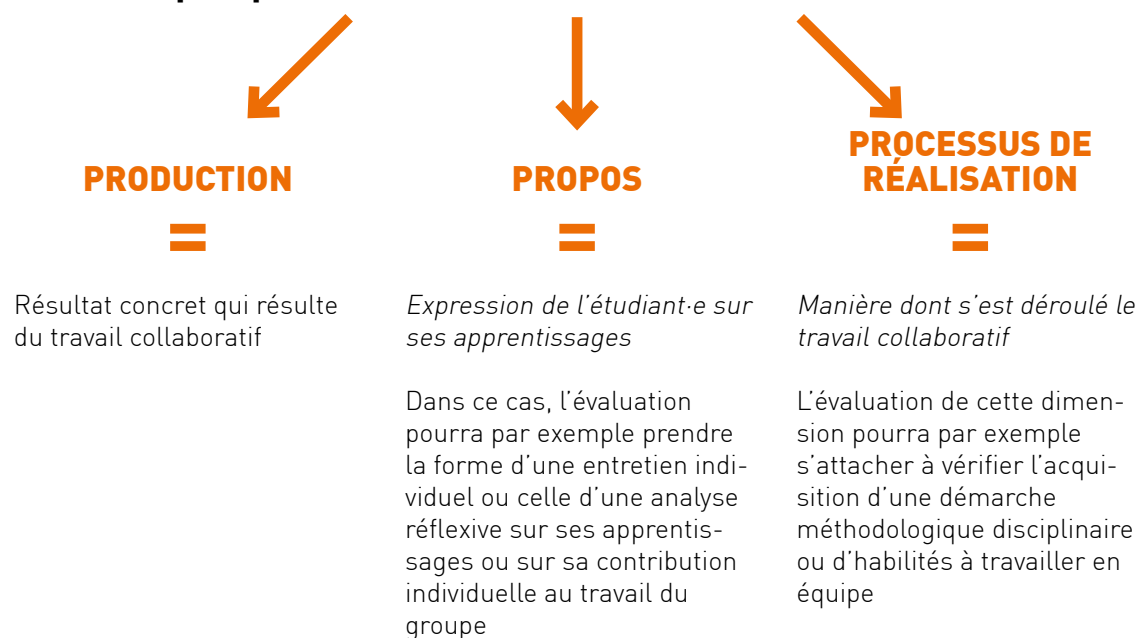 PRODUCTION
=
Résultat concret qui résulte
du travail collaboratif
PROPOS
=
Expression de l’étudiant·e sur
ses apprentissages
Dans ce cas, l’évaluation
pourra par exemple prendre
la forme d’une entretien indi-
viduel ou celle d’une analyse
réflexive sur ses apprentis-
sages ou sur sa contribution
individuelle au travail du
groupe
PROCESSUS DE
RÉALISATION
=
Manière dont s’est déroulé le
travail collaboratif
L’évaluation de cette dimen-
sion pourra par exemple
s’attacher à vérifier l’acqui-
sition d’une démarche
méthodologique disciplinaire
ou d’habilités à travailler en
équipe